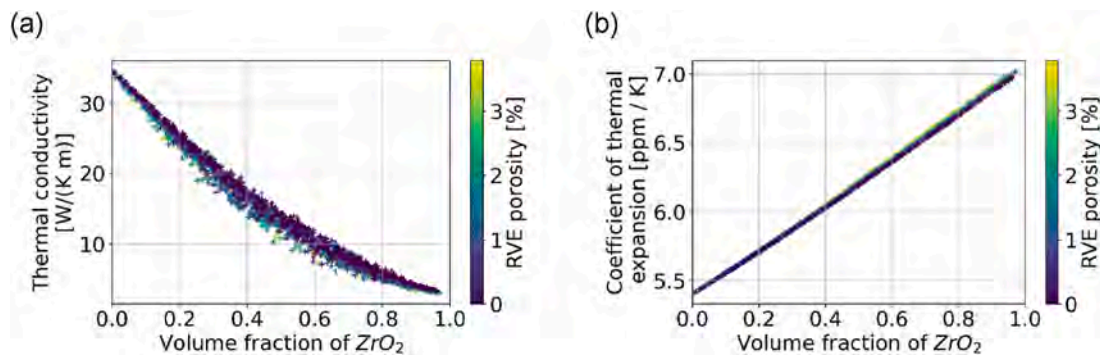 (a)
Thermal conductivity
[W/(K m)]
30
20
10
0.0 0.2 0.4 0.6 0.8 1.0
Volume fraction of ZrO₂
3
2
1
0
RVE porosity [%]
(b)
Coefficient of thermal
expansion [ppm / K]
7.0
6.5
6.0
5.5
0.0 0.2 0.4 0.6 0.8 1.0
Volume fraction of ZrO₂
3
2
1
0
RVE porosity [%]